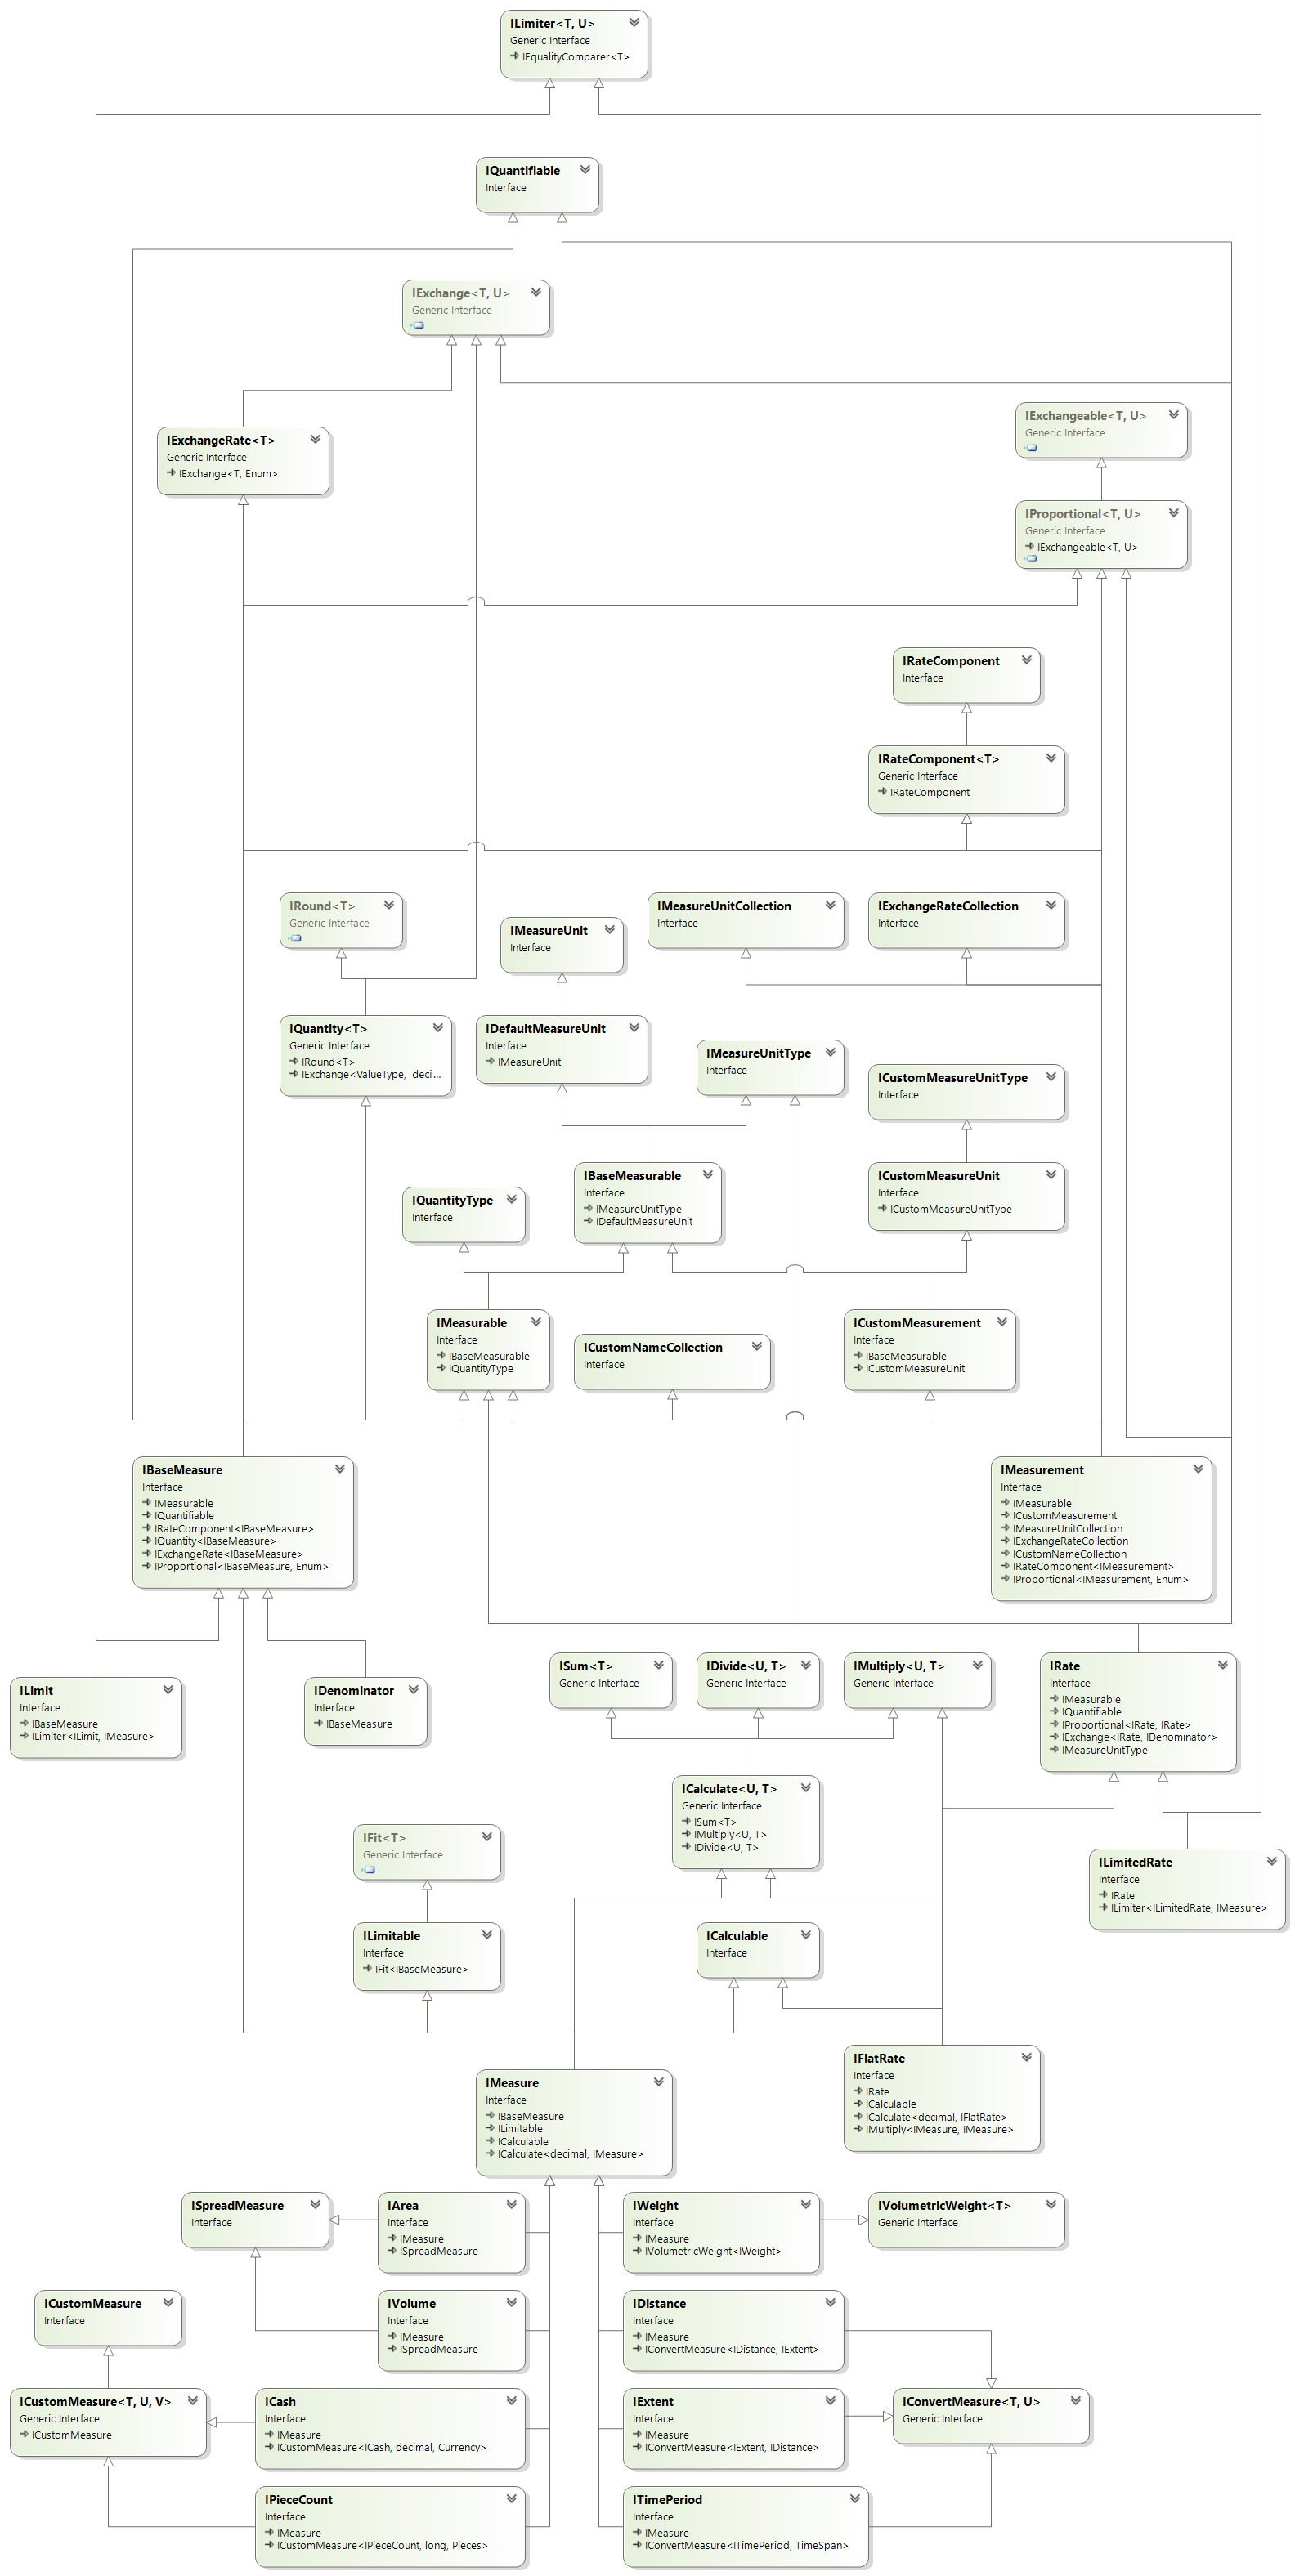 ILimiter<T, U>
Generic Interface
IEqualityComparer<T>
IQuantifiable
Interface
IExchange<T, U>
Generic Interface
IExchangeable<T, U>
Generic Interface
IExchangeRate<T>
Generic Interface
IExchange<T, Enum>
IProportional<T, U>
Generic Interface
IExchangeable<T, U>
IRateComponent
Interface
IRateComponent<T>
Generic Interface
IRateComponent
IRound<T>
Generic Interface
IMeasureUnit
Interface
IMeasureUnitCollection
Interface
IExchangeRateCollection
Interface
IQuantity<T>
Generic Interface
IRound<T>
IExchange<ValueType, deci...
IDefaultMeasureUnit
Interface
IMeasureUnit
IMeasureUnitType
Interface
ICustomMeasureUnitType
Interface
IQuantityType
Interface
IBaseMeasurable
Interface
IMeasureUnitType
IDefaultMeasureUnit
ICustomMeasureUnit
Interface
ICustomMeasureUnitType
IMeasurable
Interface
IBaseMeasurable
IQuantityType
ICustomNameCollection
Interface
ICustomMeasurement
Interface
IBaseMeasurable
ICustomMeasureUnit
IBaseMeasure
Interface
IMeasurable
IQuantifiable
IRateComponent<IBaseMeasure>
IQuantity<IBaseMeasure>
IExchangeRate<IBaseMeasure>
IProportional<IBaseMeasure, Enum>
IMeasurement
Interface
IMeasurable
ICustomMeasurement
IMeasureUnitCollection
IExchangeRateCollection
ICustomNameCollection
IRateComponent<IMeasurement>
IProportional<IMeasurement, Enum>
ILimit
Interface
IBaseMeasure
ILimiter<ILimit, IMeasure>
IDenominator
Interface
IBaseMeasure
ISum<T>
Generic Interface
IDivide<U, T>
Generic Interface
IMultiply<U, T>
Generic Interface
IRate
Interface
IMeasurable
IQuantifiable
IProportional<IRate, IRate>
IExchange<IRate, IDenominator>
IMeasureUnitType
ICalculate<U, T>
Generic Interface
ISum<T>
IMultiply<U, T>
IDivide<U, T>
IFit<T>
Generic Interface
ILimitedRate
Interface
IRate
ILimiter<ILimitedRate, IMeasure>
ILimitable
Interface
IFit<IBaseMeasure>
ICalculable
Interface
IMeasure
Interface
IBaseMeasure
ILimitable
ICalculable
ICalculate<decimal, IMeasure>
IFlatRate
Interface
IRate
ICalculable
ICalculate<decimal, IFlatRate>
IMultiply<IMeasure, IMeasure>
ISpreadMeasure
Interface
IArea
Interface
IMeasure
ISpreadMeasure
IWeight
Interface
IMeasure
IVolumetricWeight<IWeight>
IVolumetricWeight<T>
Generic Interface
ICustomMeasure
Interface
IVolume
Interface
IMeasure
ISpreadMeasure
IDistance
Interface
IMeasure
IConvertMeasure<IDistance, IExtent>
ICustomMeasure<T, U, V>
Generic Interface
ICustomMeasure
ICash
Interface
IMeasure
ICustomMeasure<ICash, decimal, Currency>
IExtent
Interface
IMeasure
IConvertMeasure<IExtent, IDistance>
IConvertMeasure<T, U>
Generic Interface
IPieceCount
Interface
IMeasure
ICustomMeasure<IPieceCount, long, Pieces>
ITimePeriod
Interface
IMeasure
IConvertMeasure<ITimePeriod, TimeSpan>